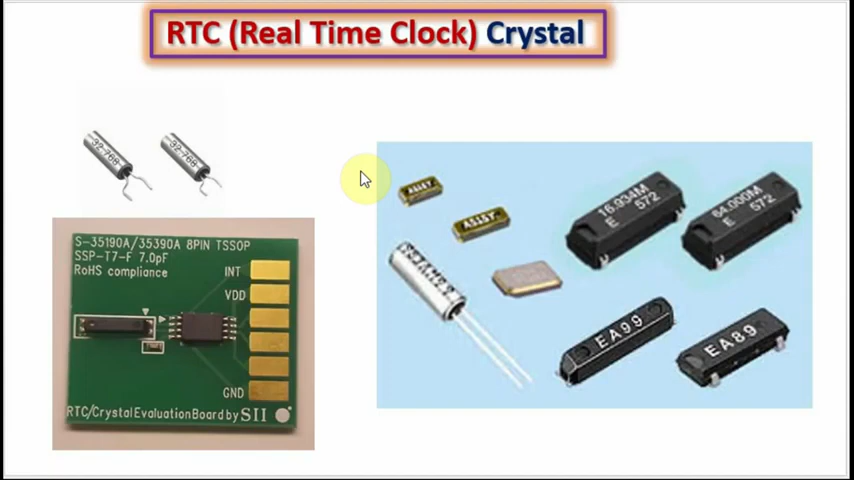 RTC (Real Time Clock) Crystal
32-768
32-768
S-35190A/35390A 8PIN TSSOP
SSP-T7-F 7.0pF
RoHS compliance
INT
VDD
GND
RTC/CrystalEvaluationBoard by SII
16.934M
E 572
64.000M
E 572
EA99
EA89